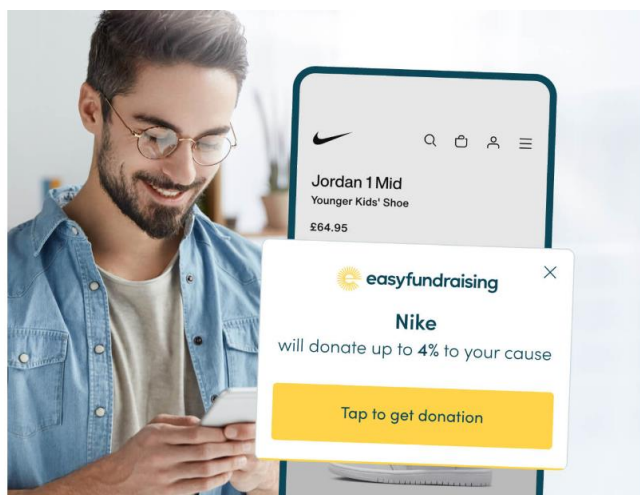 Jordan 1 Mid
Younger Kids' Shoe
£64.95
easyfundraising
Nike
will donate up to 4% to your cause
Tap to get donation